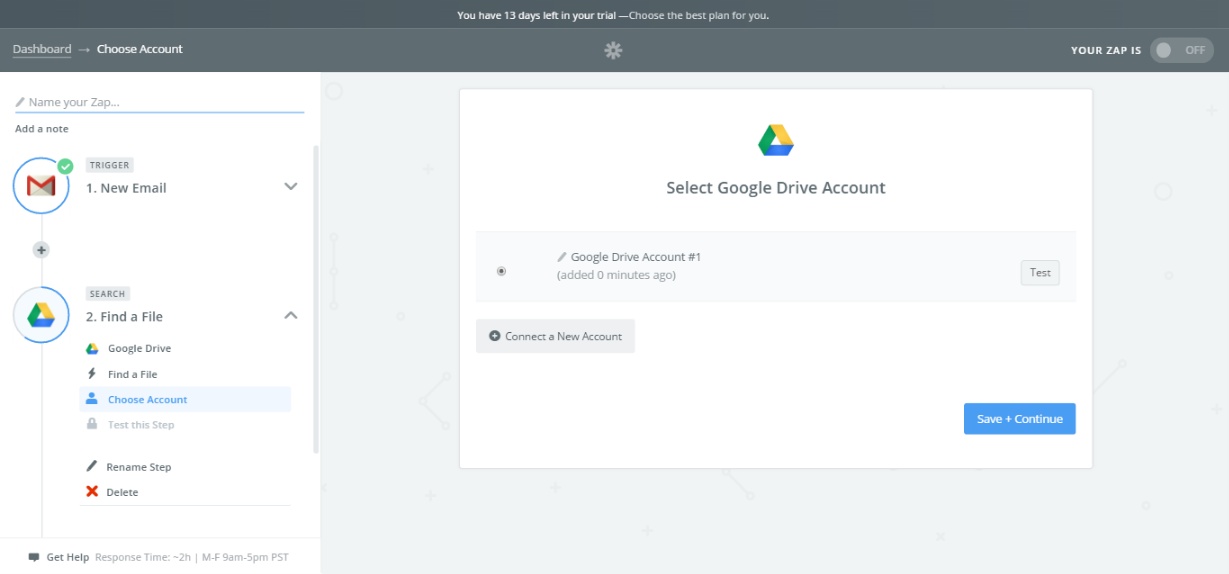 You have 13 days left in your trial —Choose the best plan for you.
Dashboard → Choose Account
YOUR ZAP IS OFF
Name your Zap...
Add a note
TRIGGER
1. New Email
SEARCH
2. Find a File
Google Drive
Find a File
Choose Account
Test this Step
Rename Step
Delete
Get Help Response Time: ~2h | M-F 9am-5pm PST
Select Google Drive Account
Google Drive Account #1
(added 0 minutes ago)
Test
Connect a New Account
Save + Continue